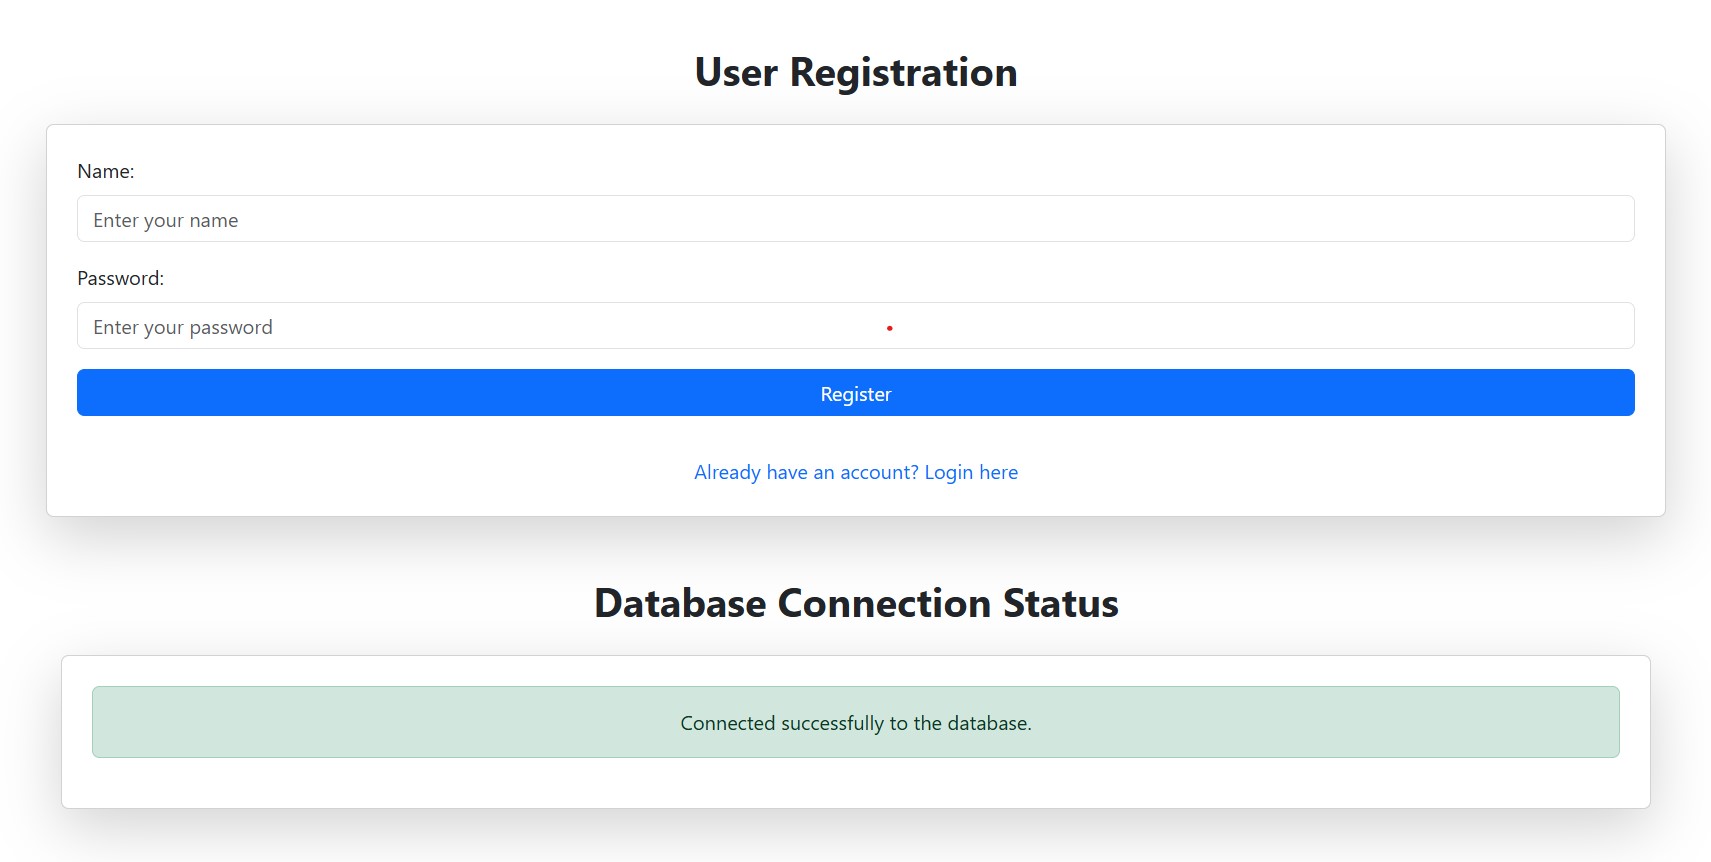 User Registration
Name:
Enter your name
Password:
Enter your password
Register
Already have an account? Login here
Database Connection Status
Connected successfully to the database.